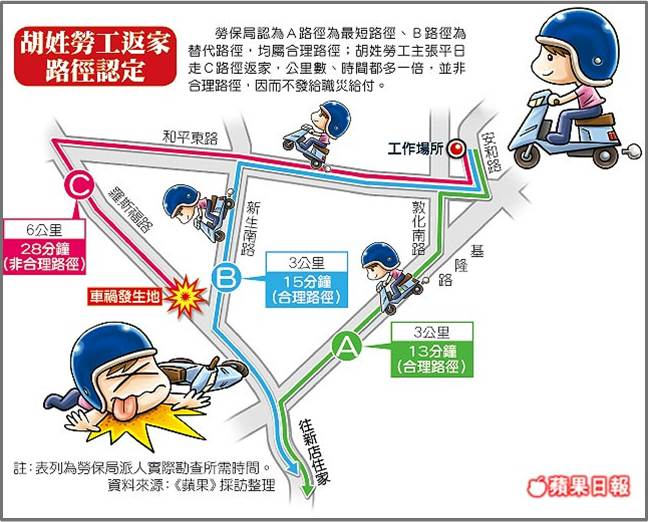 胡姓勞工返家
路徑認定
勞保局認為A路徑為最短路徑、B路徑為
替代路徑，均屬合理路徑；胡姓勞工主張平日
走C路徑返家，公里數、時間都多一倍，並非
合理路徑，因而不發給職災給付。
和平東路
工作場所
安和路
C
羅斯福路
新生南路
敦化南路
基隆路
6公里
28分鐘
(非合理路徑)
B
3公里
15分鐘
(合理路徑)
車禍發生地
A
3公里
13分鐘
(合理路徑)
往新店住家
註：表列為勞保局派人實際勘查所需時間。
資料來源：《蘋果》採訪整理
蘋果日報